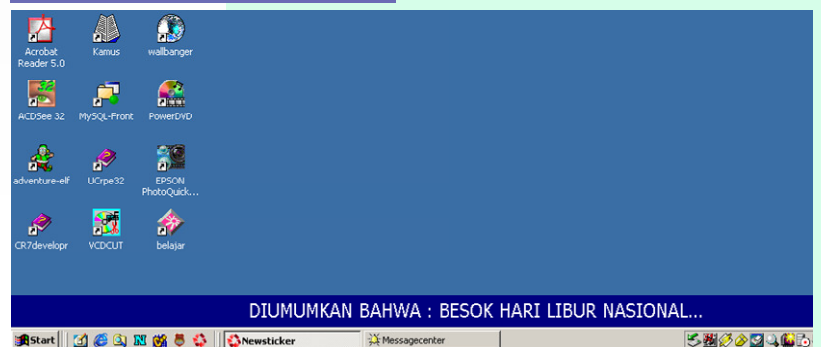 Acrobat Reader 5.0
Kamus
wallbanger
ACDSee 32
MySQL-Front
PowerDVD
adventure-elf
UCrpe32
EPSON PhotoQuick...
CR7developr
VCDCUT
belajar
DIUMUMKAN BAHWA : BESOK HARI LIBUR NASIONAL...
Start
Newsticker
Messagecenter